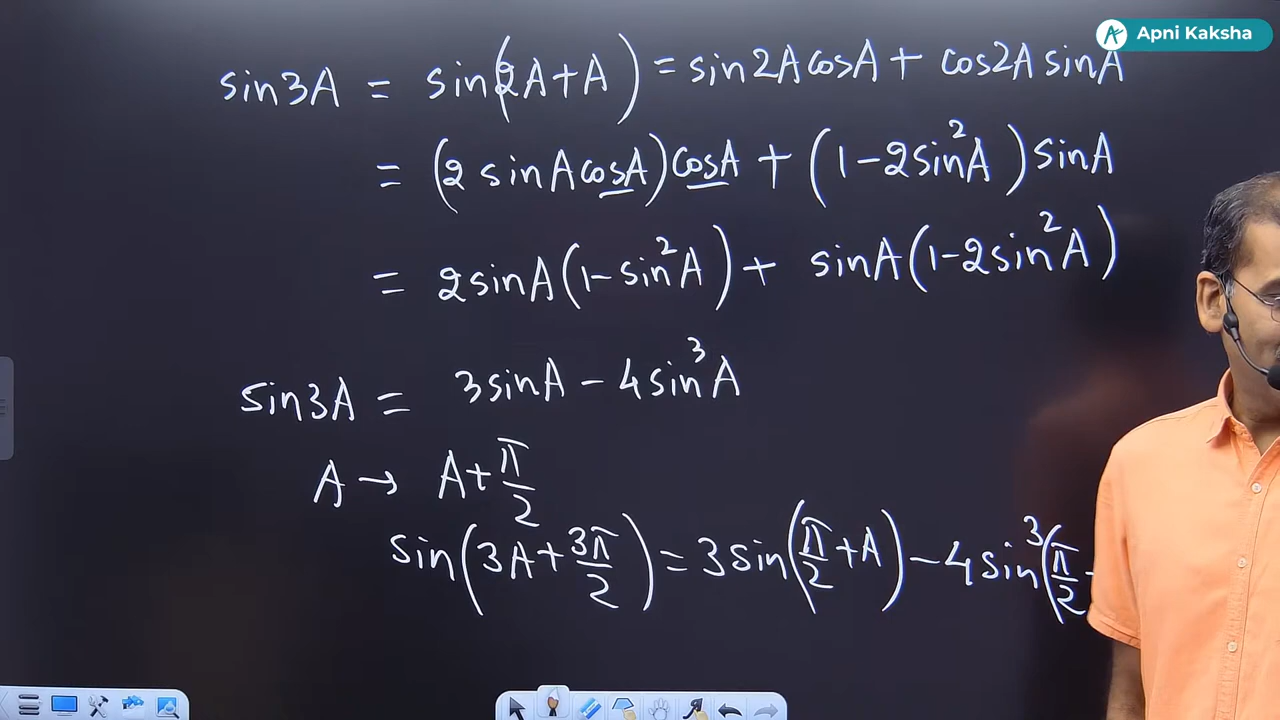 Apni Kaksha
sin3A = sin(2A+A) = sin2A cosA + cos2A sinA
= (2 sinA cosA) cosA + (1-2sin²A) sinA
= 2sinA(1-sin²A) + sinA(1-2sin²A)
sin3A = 3sinA - 4sin³A
A → A+π/2
sin(3A+3π/2) = 3sin(π/2+A) - 4sin³(π/2